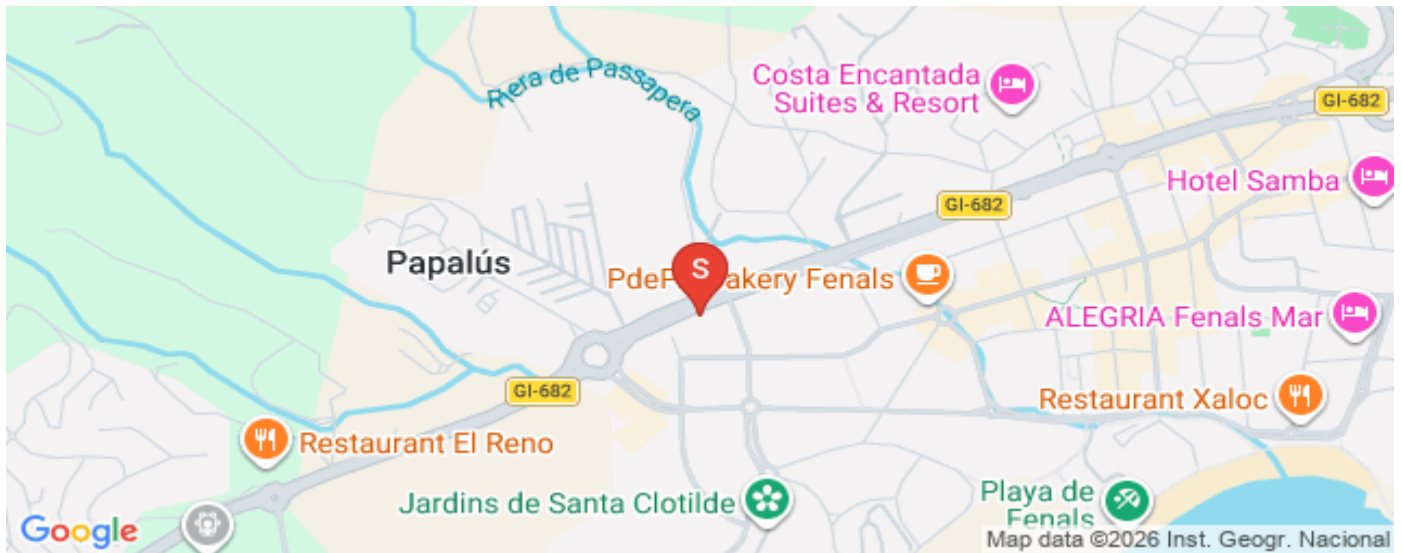 Riera de Passapera
Costa Encantada
Suites & Resort
GI-682
Hotel Samba
GI-682
Papalús
S
PdeP
akery Fenals
ALEGRIA Fenals Mar
GI-682
Restaurant Xaloc
Restaurant El Reno
Jardins de Santa Clotilde
Playa de
Fenals
Google
Map data ©2026 Inst. Geogr. Nacional